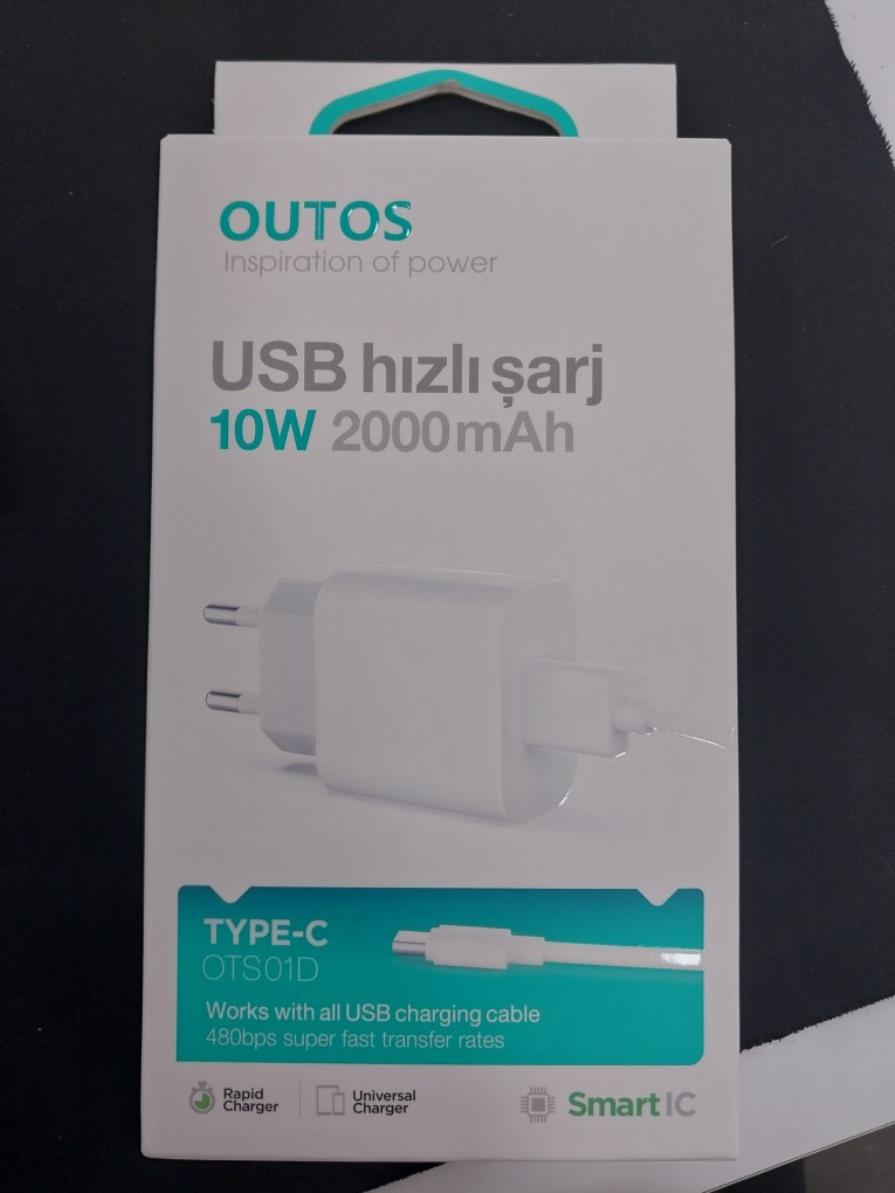 OUTOS
Inspiration of power
USB hızlı şarj
10W 2000mAh
TYPE-C
OTS01D
Works with all USB charging cable
480bps super fast transfer rates
Rapid
Charger
Universal
Charger
Smart IC